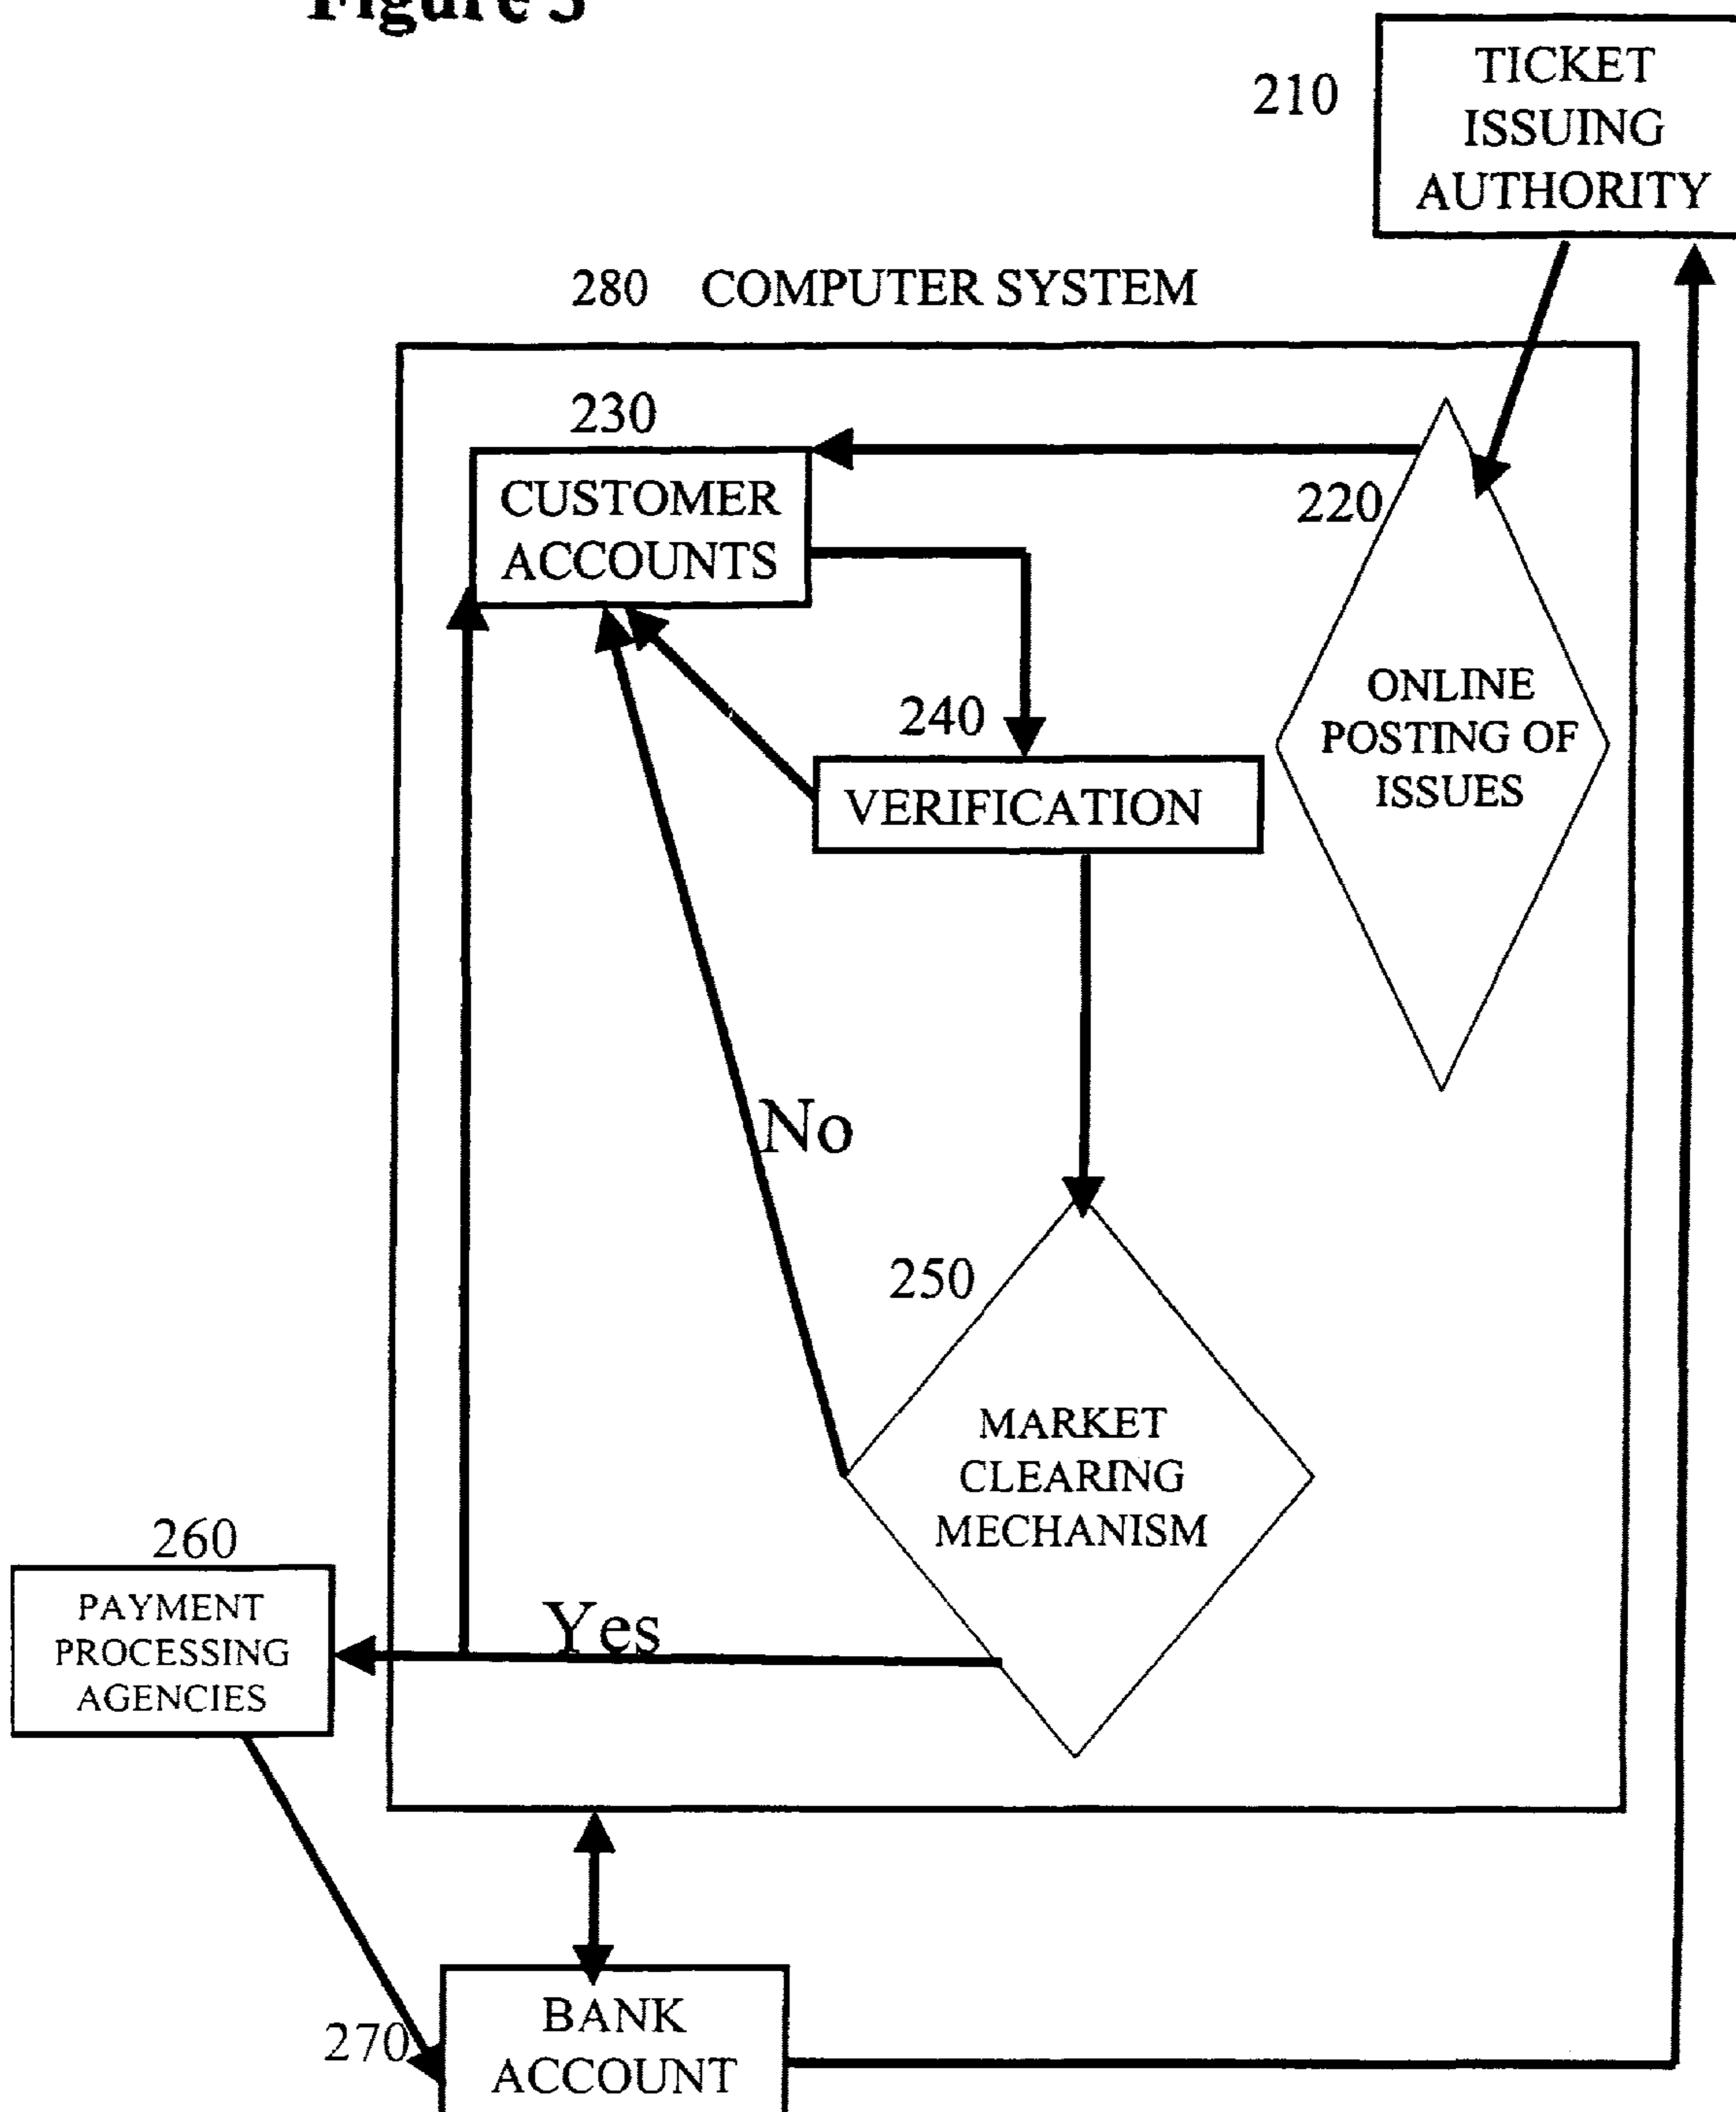 Figure 3
210
TICKET
ISSUING
AUTHORITY
280 COMPUTER SYSTEM
230
CUSTOMER
ACCOUNTS
220
ONLINE
POSTING OF
ISSUES
240
VERIFICATION
No
250
MARKET
CLEARING
MECHANISM
260
PAYMENT
PROCESSING
AGENCIES
Yes
270
BANK
ACCOUNT